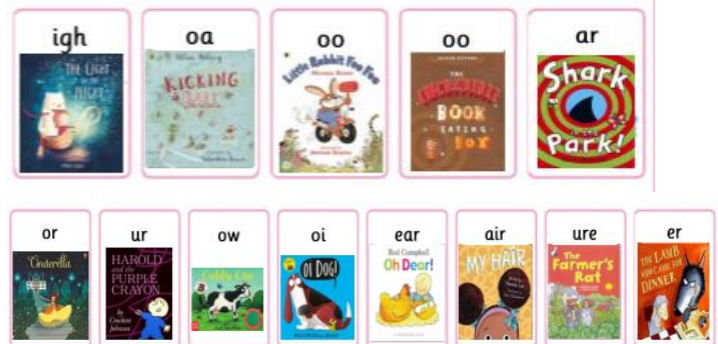 igh
oa
oo
oo
ar
THE LIGHT
IN THE
NIGHT
KICKING
BALL
Little Rabbit Foo Foo
MICHAEL ROSEN
OLIVER JEFFERS
THE
INCREDIBLE
BOOK
EATING
BOY
Shark
IN THE
Park!
or
ur
ow
oi
ear
air
ure
er
Cinderella
HAROLD
and the
PURPLE
CRAYON
by
Crockett
Johnson
OI DOG!
Rod Campbell
Oh Dear!
MY HAIR
The
Farmer's
Rat
THE LAMB
WHO CAME FOR
DINNER